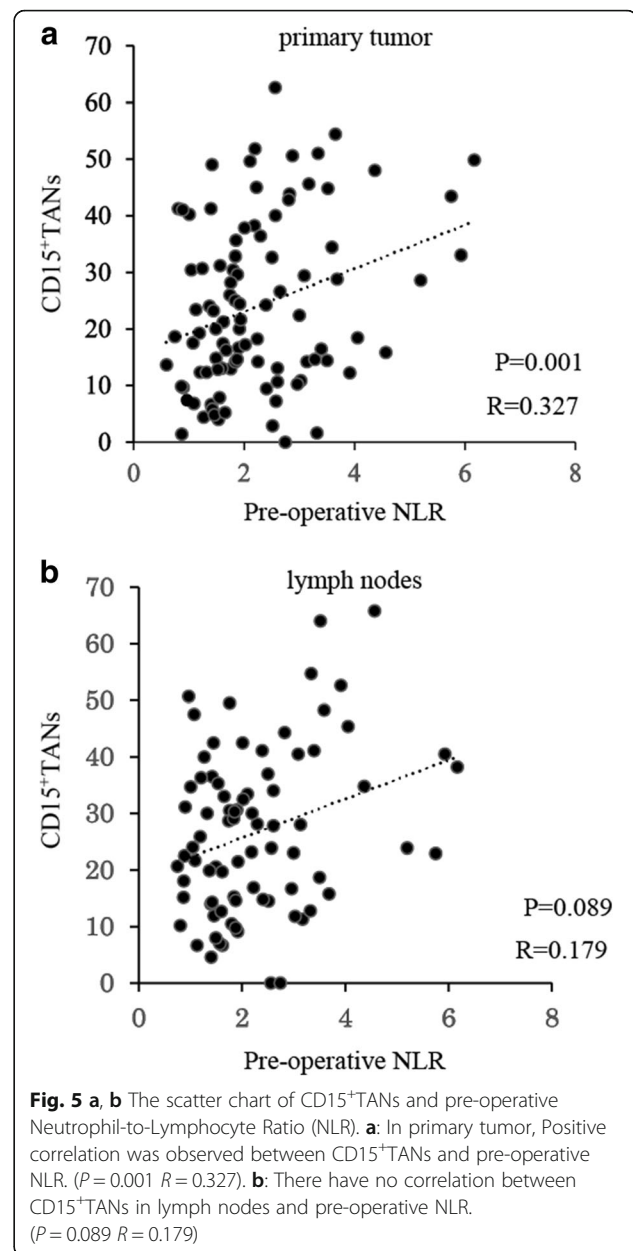 a
primary tumor
70
60
50
40
30
20
10
0
CD15⁺TANs
P=0.001
R=0.327
0 2 4 6 8
Pre-operative NLR
b
lymph nodes
70
60
50
40
30
20
10
0
CD15⁺TANs
P=0.089
R=0.179
0 2 4 6 8
Pre-operative NLR
Fig. 5 a, b The scatter chart of CD15⁺TANs and pre-operative
Neutrophil-to-Lymphocyte Ratio (NLR). a: In primary tumor, Positive
correlation was observed between CD15⁺TANs and pre-operative
NLR. (P = 0.001 R = 0.327). b: There have no correlation between
CD15⁺TANs in lymph nodes and pre-operative NLR.
(P = 0.089 R = 0.179)